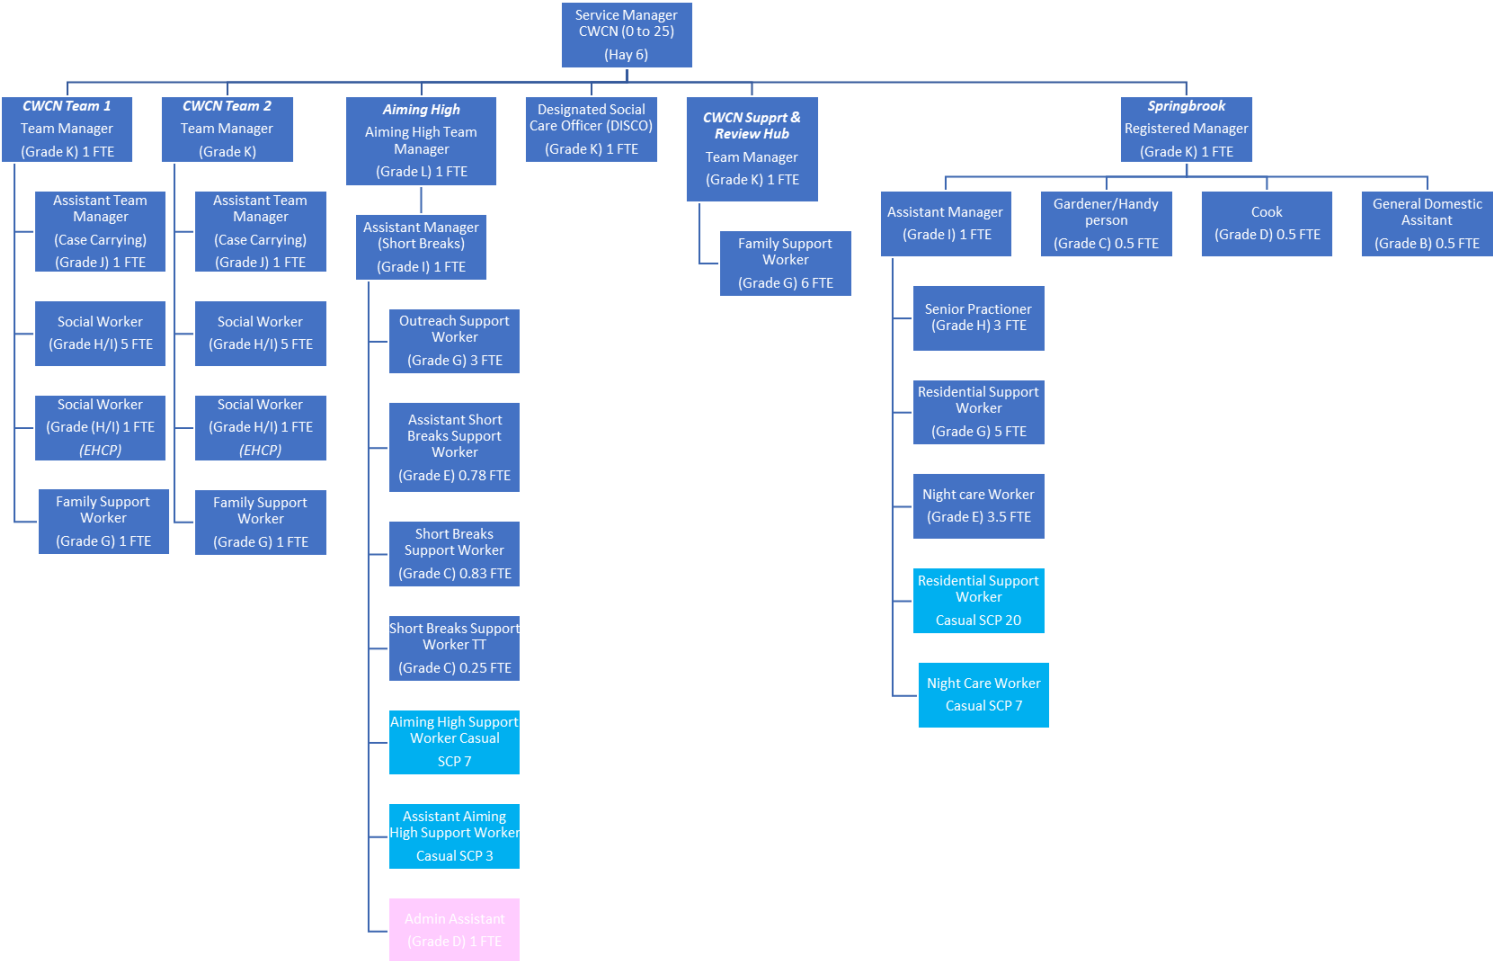 Service Manager
CWCN (0 to 25)
(Hay 6)
CWCN Team 1
Team Manager
(Grade K) 1 FTE
Assistant Team
Manager
(Case Carrying)
(Grade J) 1 FTE
Social Worker
(Grade H/I) 5 FTE
Social Worker
(Grade (H/I) 1 FTE
(EHCP)
Family Support
Worker
(Grade G) 1 FTE
CWCN Team 2
Team Manager
(Grade K)
Assistant Team
Manager
(Case Carrying)
(Grade J) 1 FTE
Social Worker
(Grade H/I) 5 FTE
Social Worker
(Grade H/I) 1 FTE
(EHCP)
Family Support
Worker
(Grade G) 1 FTE
Aiming High
Aiming High Team
Manager
(Grade L) 1 FTE
Assistant Manager
(Short Breaks)
(Grade I) 1 FTE
Outreach Support
Worker
(Grade G) 3 FTE
Assistant Short
Breaks Support
Worker
(Grade E) 0.78 FTE
Short Breaks
Support Worker
(Grade C) 0.83 FTE
Short Breaks Support
Worker TT
(Grade C) 0.25 FTE
Aiming High Support
Worker Casual
SCP 7
Assistant Aiming
High Support Worker
Casual SCP 3
Admin Assistant
(Grade D) 1 FTE
Designated Social
Care Officer (DISCO)
(Grade K) 1 FTE
CWCN Supprt &
Review Hub
Team Manager
(Grade K) 1 FTE
Family Support
Worker
(Grade G) 6 FTE
Springbrook
Registered Manager
(Grade K) 1 FTE
Assistant Manager
(Grade I) 1 FTE
Senior Practioner
(Grade H) 3 FTE
Residential Support
Worker
(Grade G) 5 FTE
Night care Worker
(Grade E) 3.5 FTE
Residential Support
Worker
Casual SCP 20
Night Care Worker
Casual SCP 7
Gardener/Handy
person
(Grade C) 0.5 FTE
Cook
(Grade D) 0.5 FTE
General Domestic
Assitant
(Grade B) 0.5 FTE